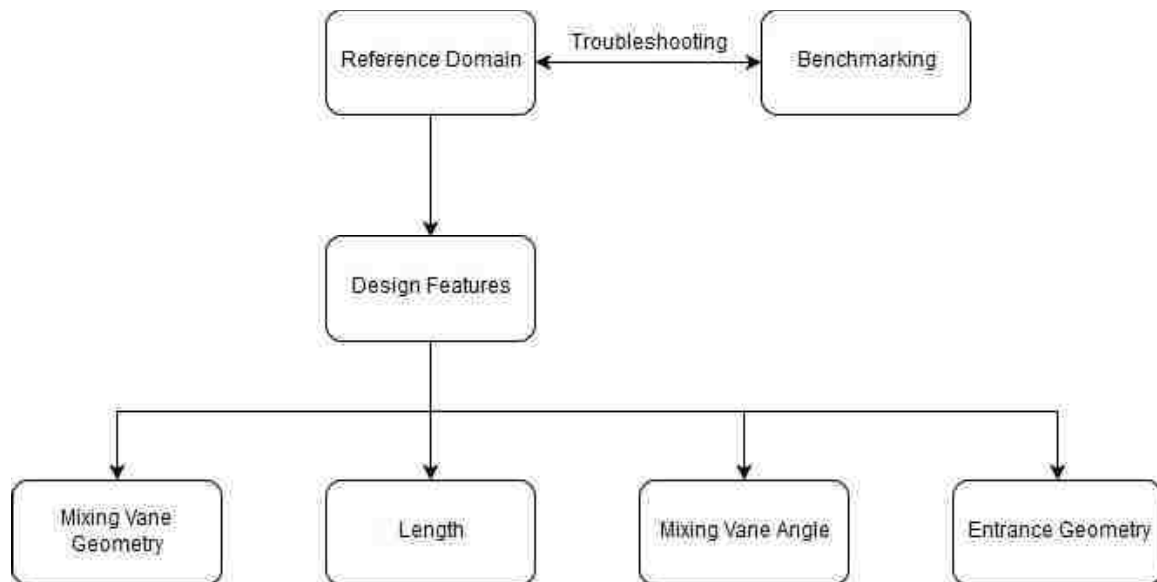 Troubleshooting
Reference Domain
Benchmarking
Design Features
Mixing Vane
Geometry
Length
Mixing Vane Angle
Entrance Geometry